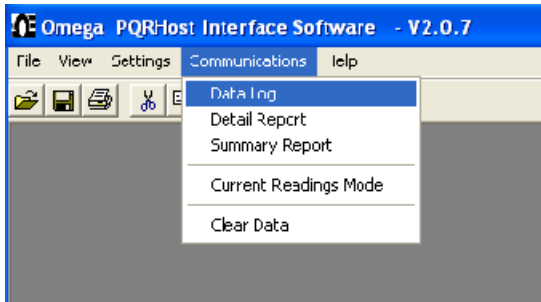 Omega PQRHost Interface Software - V2.0.7
File View Settings Communications Help
Data Log
Detail Report
Summary Report
Current Readings Mode
Clear Data